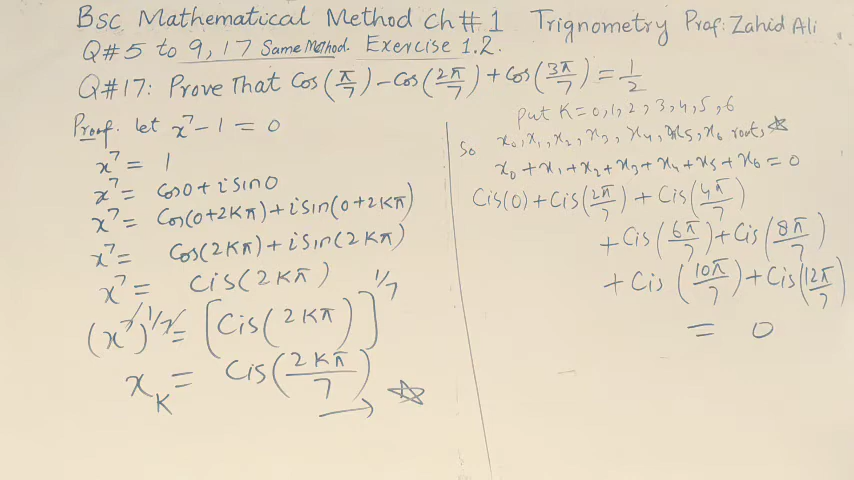 Bsc Mathematical Method Ch#1 Trignometry Prof: Zahid Ali
Q#5 to 9, 17 Same Method. Exercise 1.2.
Q#17: Prove That Cos(π/7) - Cos(2π/7) + Cos(3π/7) = 1/2
Proof. let x⁷ - 1 = 0
x⁷ = 1
x⁷ = Cos0 + i Sin0
x⁷ = Cos(0+2Kπ) + i Sin(0+2Kπ)
x⁷ = Cos(2Kπ) + i Sin(2Kπ)
x⁷ = Cis(2Kπ)
(x⁷)^1/7 = [Cis(2Kπ)]^1/7
x_K = Cis(2Kπ/7) → ☆
put K = 0, 1, 2, 3, 4, 5, 6
So x₀, x₁, x₂, x₃, x₄, x₅, x₆ root, ☆
x₀ + x₁ + x₂ + x₃ + x₄ + x₅ + x₆ = 0
Cis(0) + Cis(2π/7) + Cis(4π/7)
+ Cis(6π/7) + Cis(8π/7)
+ Cis(10π/7) + Cis(12π/7)
= 0